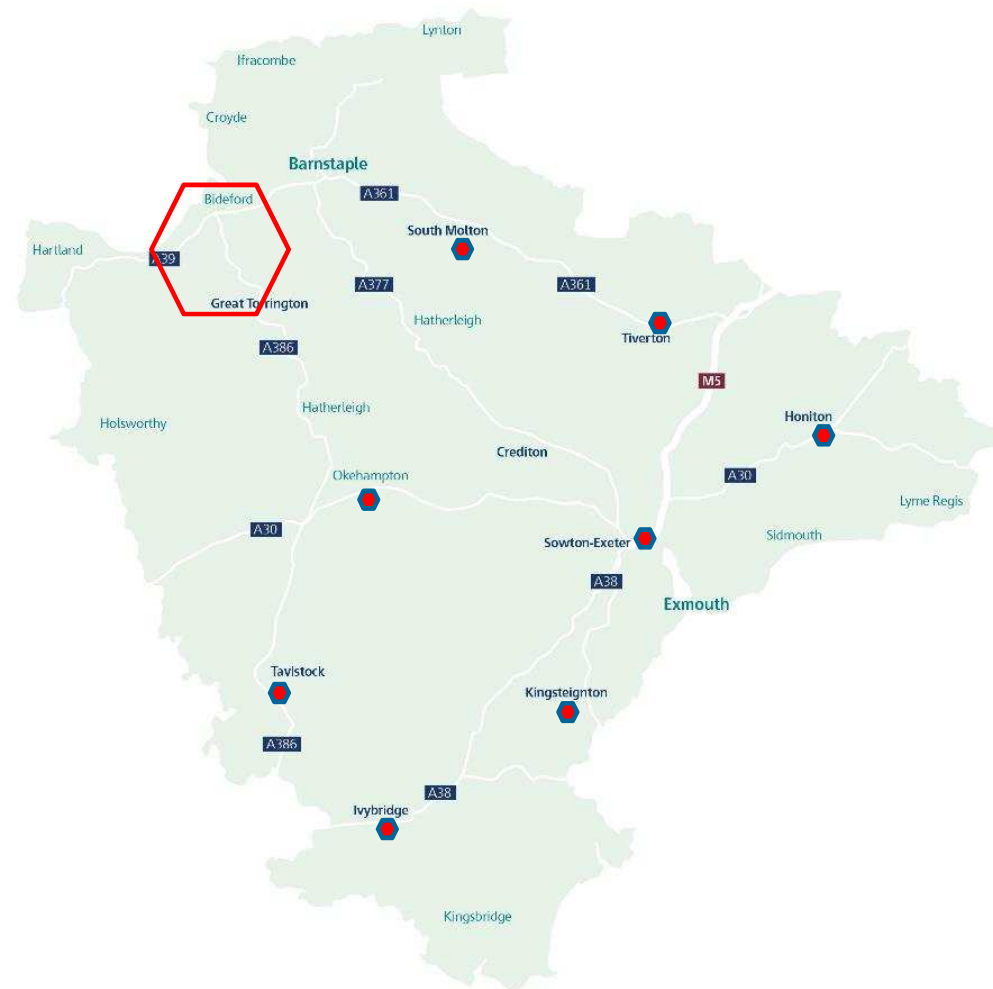 Lynton
Ilfracombe
Croyde
Barnstaple
A361
Bideford
South Molton
Hartland
A39
A377
A361
Great Torrington
Hatherleigh
Tiverton
A386
M5
Hatherleigh
Holsworthy
Honiton
Crediton
Okehampton
A30
Lyme Regis
A30
Sidmouth
Sowton-Exeter
A38
Exmouth
Tavistock
Kingsteignton
A386
A38
Ivybridge
Kingsbridge